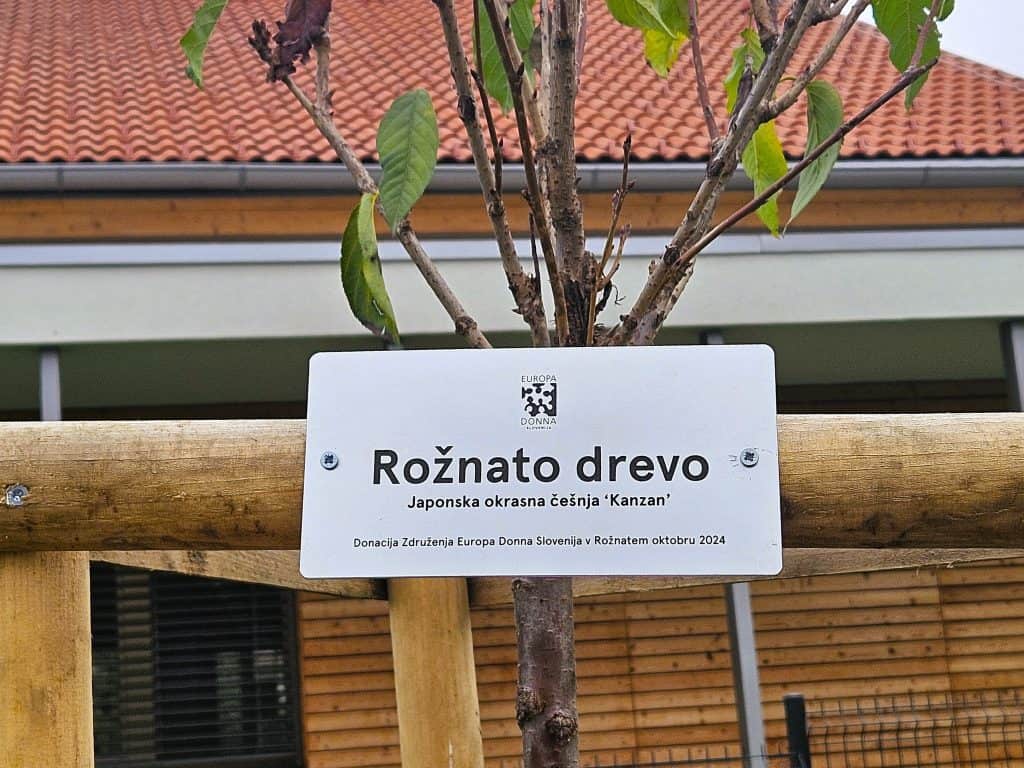 EUROPA
DONNA
SLOVENIJA
Rožnato drevo
Japonska okrasna češnja ‘Kanzan’
Donacija Združenja Europa Donna Slovenija v Rožnatem oktobru 2024